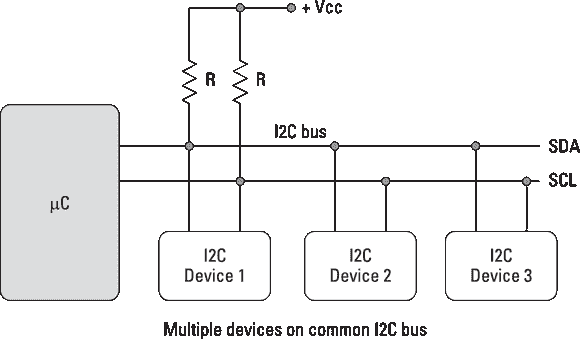 + Vcc
R
R
I2C bus
SDA
SCL
µC
I2C
Device 1
I2C
Device 2
I2C
Device 3
Multiple devices on common I2C bus